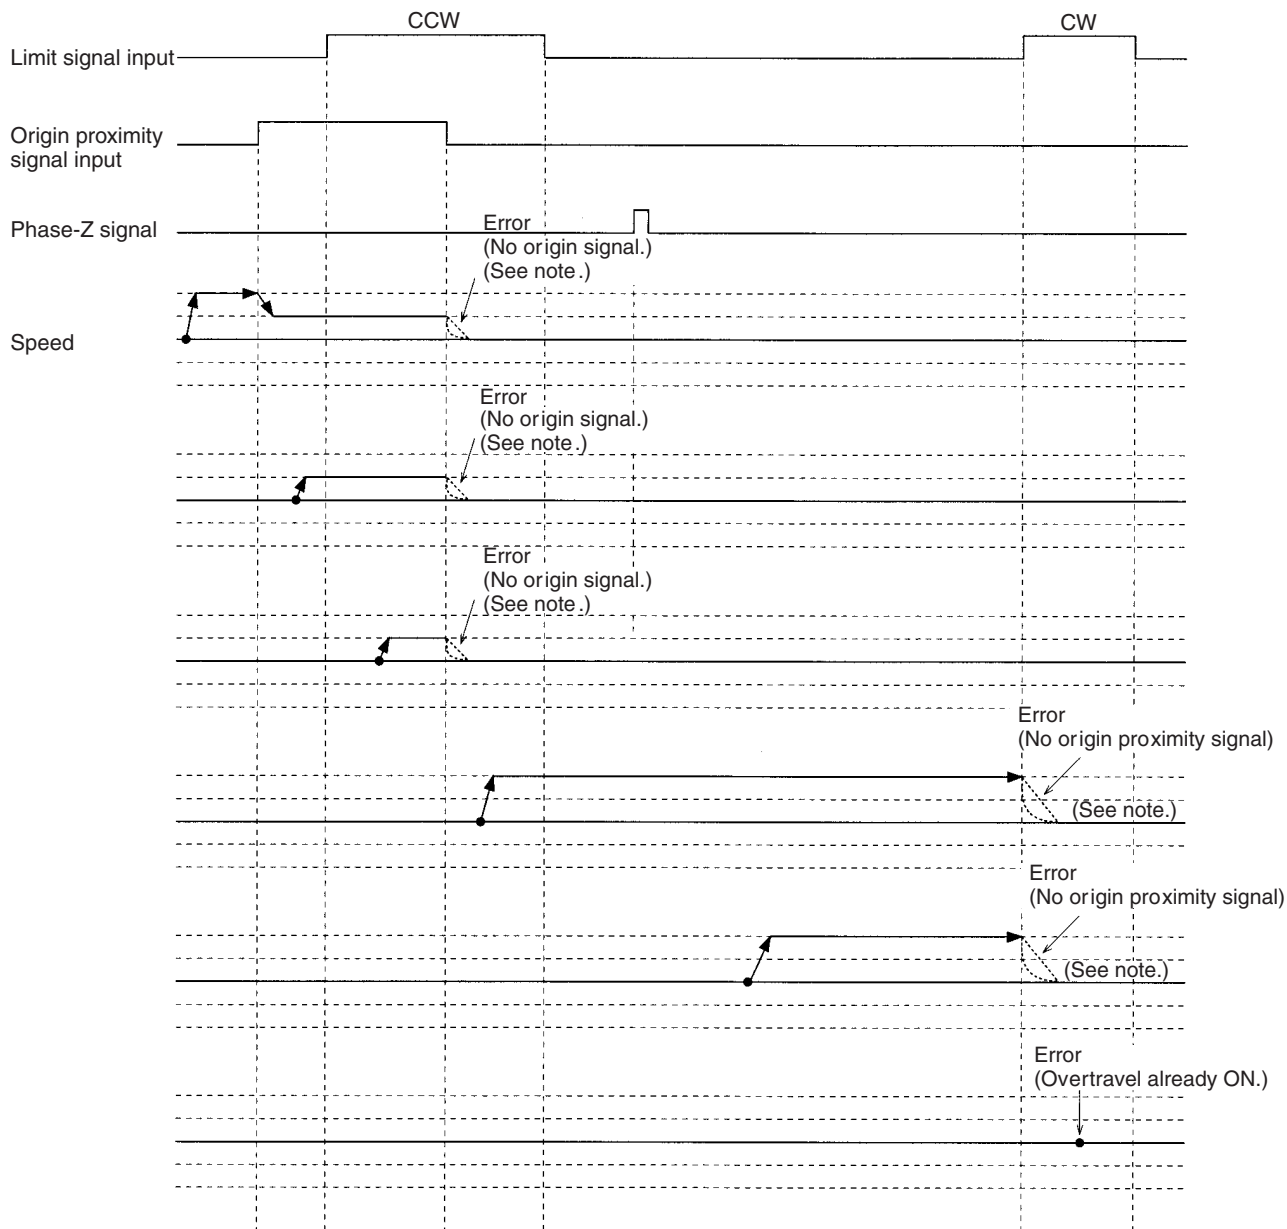 CCW
CW
Limit signal input
Origin proximity
signal input
Phase-Z signal
Error
(No origin signal.)
(See note.)
Speed
Error
(No origin signal.)
(See note.)
Error
(No origin signal.)
(See note.)
Error
(No origin proximity signal)
(See note.)
Error
(No origin proximity signal)
(See note.)
Error
(Overtravel already ON.)